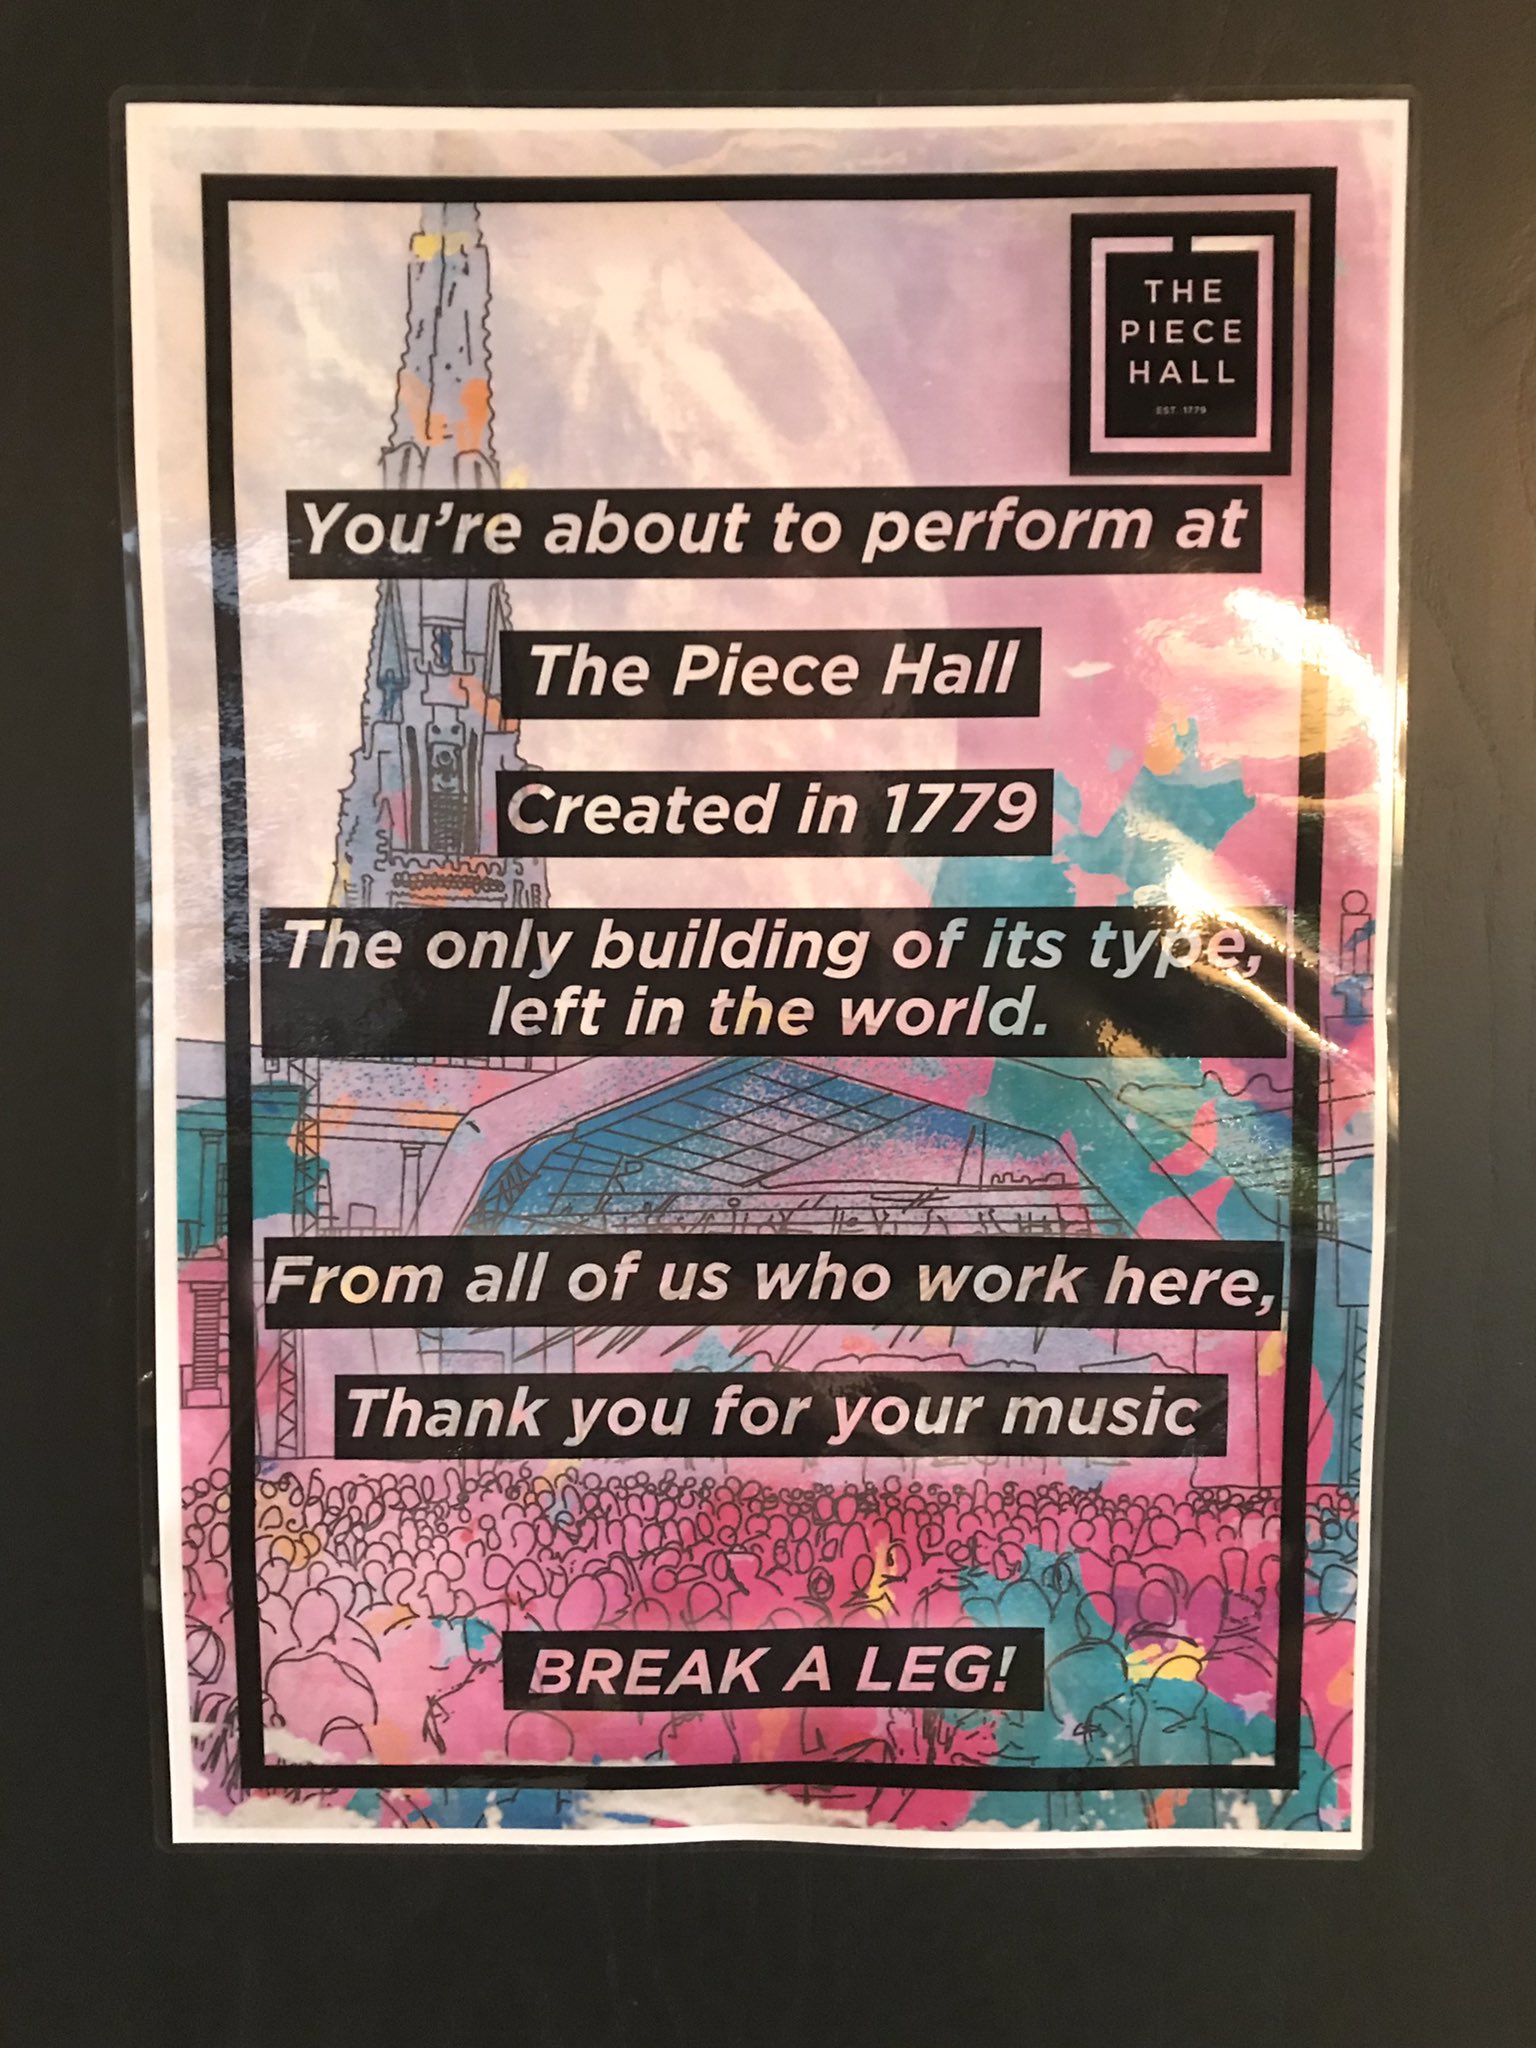 THE
PIECE
HALL
EST. 1779
You're about to perform at
The Piece Hall
Created in 1779
The only building of its type,
left in the world.
From all of us who work here,
Thank you for your music
BREAK A LEG!